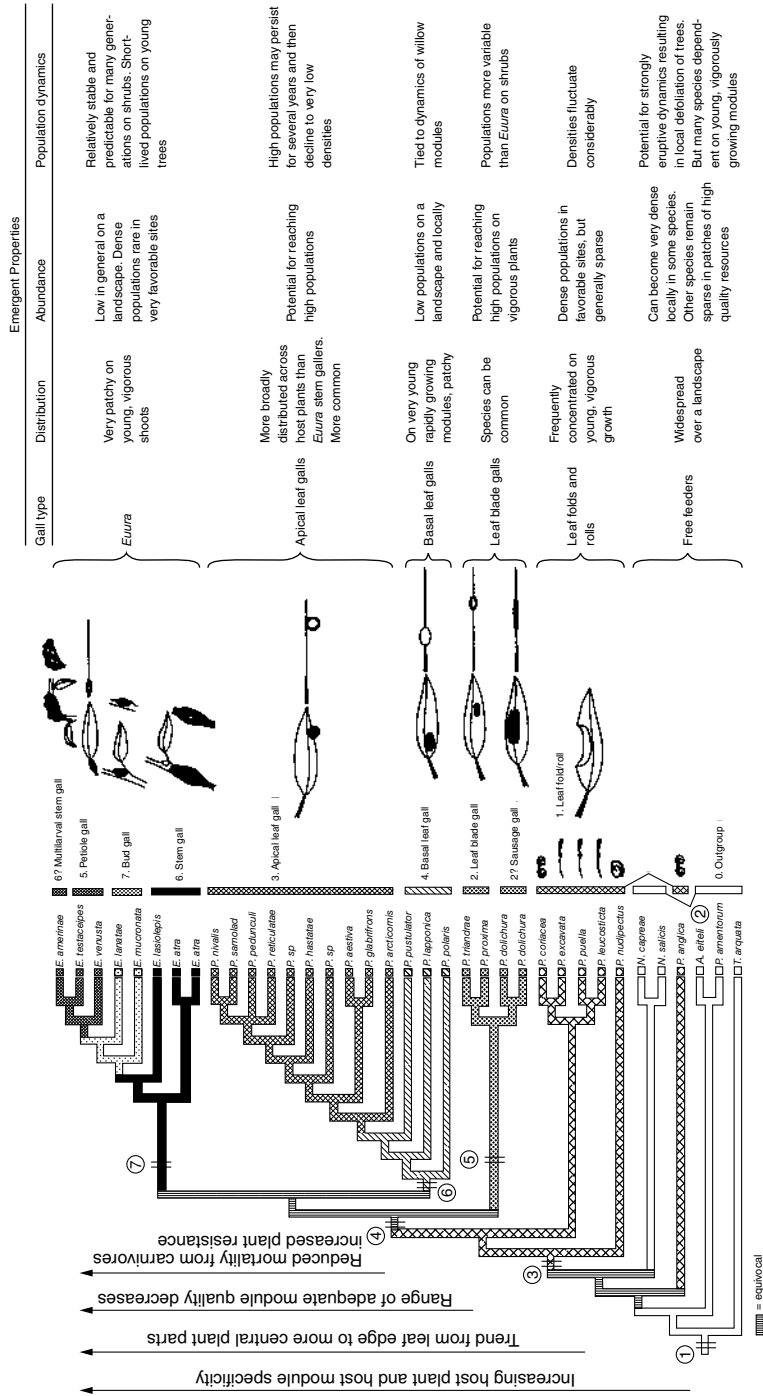 Emergent Properties
Gall type
Distribution
Abundance
Population dynamics
Euura
Very patchy on
young, vigorous
shoots
Low in general on a
landscape. Dense
populations rare in
very favorable sites
Relatively stable and
predictable for many gener-
ations on shrubs. Short-
lived populations on young
trees
Apical leaf galls
More broadly
distributed across
host plants than
Euura stem gallers.
More common
Potential for reaching
high populations
High populations may persist
for several years and then
decline to very low
densities
Basal leaf galls
On very young
rapidly growing
modules, patchy
Low populations on a
landscape and locally
Tied to dynamics of willow
modules
Leaf blade galls
Species can be
common
Potential for reaching
high populations on
vigorous plants
Populations more variable
than Euura on shrubs
Leaf folds and
rolls
Frequently
concentrated on
young, vigorous
growth
Dense populations in
favorable sites, but
generally sparse
Densities fluctuate
considerably
Free feeders
Widespread
over a landscape
Can become very dense
locally in some species.
Other species remain
sparse in patches of high
quality resources
Potential for strongly
eruptive dynamics resulting
in local defoliation of trees.
But many species depend-
ent on young, vigorously
growing modules
6? Multilarval stem gall
5. Petiole gall
7. Bud gall
6. Stem gall
3. Apical leaf gall
4. Basal leaf gall
2. Leaf blade gall
2? Sausage gall
1. Leaf fold/roll
0. Outgroup
E. amerinae
E. testaceipes
E. venusta
E. lanatae
E. mucronata
E. lasiolepis
E. atra
E. atra
P. nivalis
P. samolad
P. pedunculi
P. reticulatae
P. sp
P. hastatae
P. sp
P. aestiva
P. glabrifrons
P. arcticornis
P. pustulator
P. lapponica
P. polaris
P. triandrae
P. proxima
P. dolichura
P. dolichura
P. coriacea
P. excavata
P. puella
P. leucosticta
P. nudipectus
N. capreae
N. salicis
P. anglica
A. eiteli
P. amentorum
T. arquata
7
6
5
4
3
2
1
Reduced mortality from carnivores
increased plant resistance
Range of adequate module quality decreases
Trend from leaf edge to more central plant parts
Increasing host plant and host module specificity
= equivocal